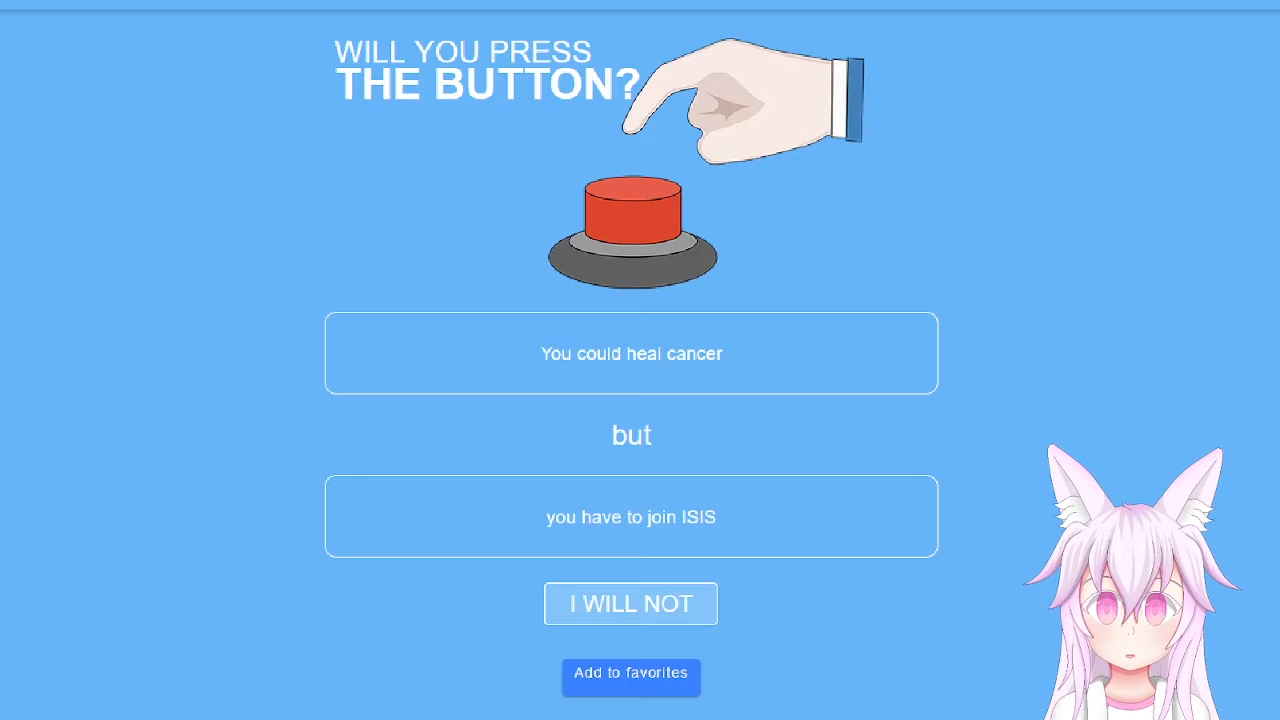 WILL YOU PRESS
THE BUTTON?
You could heal cancer
but
you have to join ISIS
I WILL NOT
Add to favorites